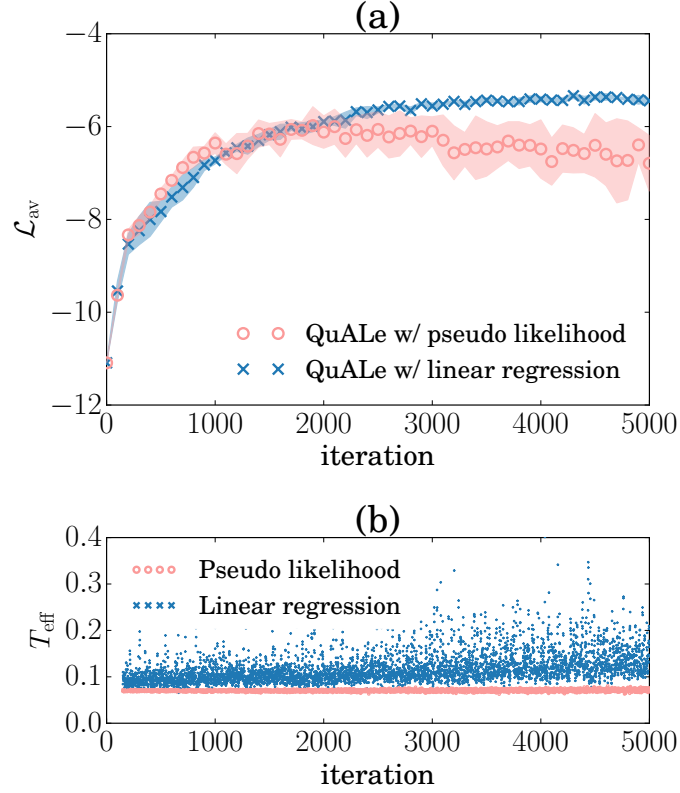 (a)
−4
−6
−8
−10
−12
ℒav
QuALe w/ pseudo likelihood
QuALe w/ linear regression
0 1000 2000 3000 4000 5000
iteration
(b)
0.4
0.3
0.2
0.1
0.0
Teff
Pseudo likelihood
Linear regression
0 1000 2000 3000 4000 5000
iteration